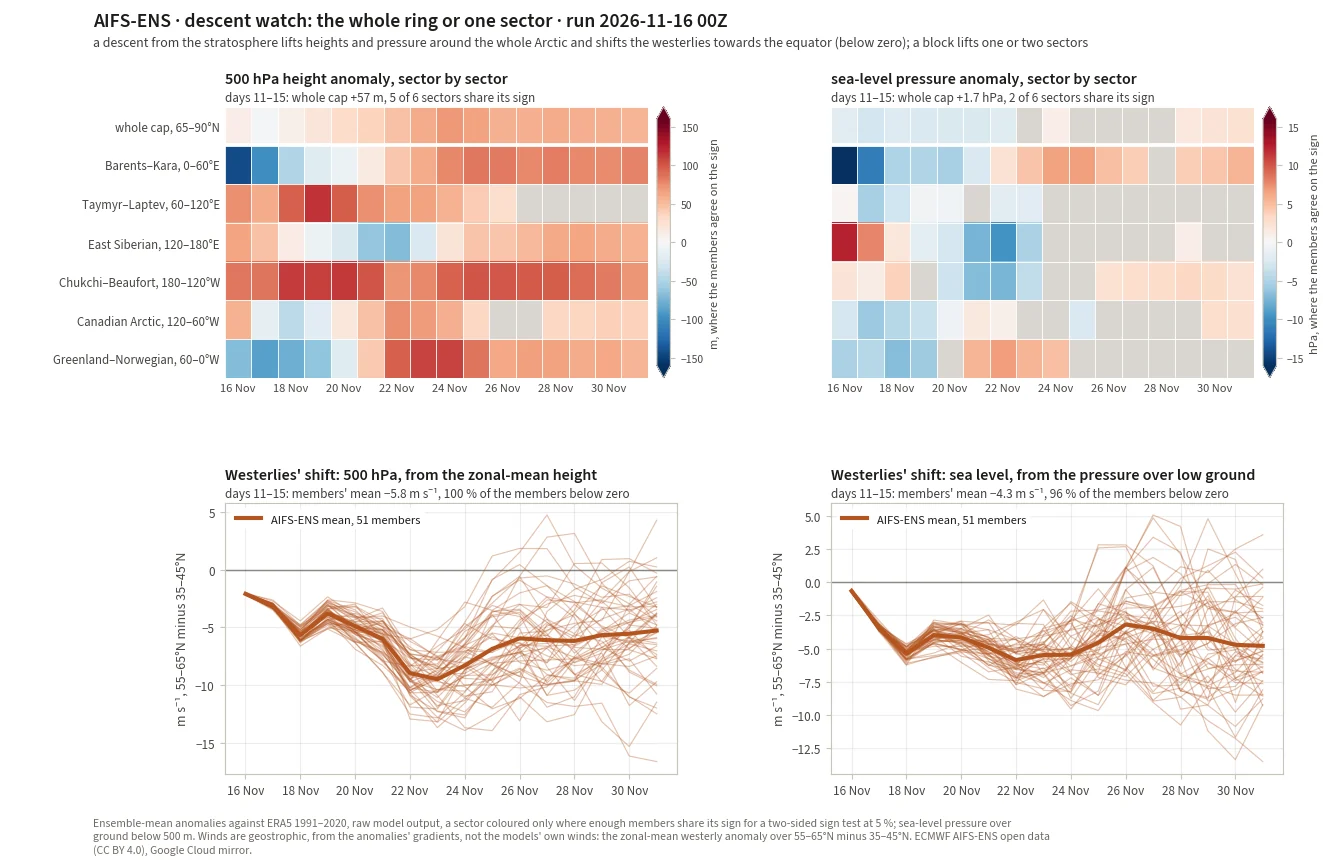 AIFS-ENS · descent watch: the whole ring or one sector · run 2026-11-16 00Z
a descent from the stratosphere lifts heights and pressure around the whole Arctic and shifts the westerlies towards the equator (below zero); a block lifts one or two sectors
500 hPa height anomaly, sector by sector
days 11–15: whole cap +57 m, 5 of 6 sectors share its sign
whole cap, 65–90°N
Barents–Kara, 0–60°E
Taymyr–Laptev, 60–120°E
East Siberian, 120–180°E
Chukchi–Beaufort, 180–120°W
Canadian Arctic, 120–60°W
Greenland–Norwegian, 60–0°W
16 Nov 18 Nov 20 Nov 22 Nov 24 Nov 26 Nov 28 Nov 30 Nov
150
100
50
0
−50
−100
−150
m, where the members agree on the sign
sea-level pressure anomaly, sector by sector
days 11–15: whole cap +1.7 hPa, 2 of 6 sectors share its sign
16 Nov 18 Nov 20 Nov 22 Nov 24 Nov 26 Nov 28 Nov 30 Nov
15
10
5
0
−5
−10
−15
hPa, where the members agree on the sign
Westerlies' shift: 500 hPa, from the zonal-mean height
days 11–15: members' mean −5.8 m s⁻¹, 100 % of the members below zero
AIFS-ENS mean, 51 members
m s⁻¹, 55–65°N minus 35–45°N
5
0
−5
−10
−15
16 Nov 18 Nov 20 Nov 22 Nov 24 Nov 26 Nov 28 Nov 30 Nov
Westerlies' shift: sea level, from the pressure over low ground
days 11–15: members' mean −4.3 m s⁻¹, 96 % of the members below zero
AIFS-ENS mean, 51 members
m s⁻¹, 55–65°N minus 35–45°N
5.0
2.5
0.0
−2.5
−5.0
−7.5
−10.0
−12.5
16 Nov 18 Nov 20 Nov 22 Nov 24 Nov 26 Nov 28 Nov 30 Nov
Ensemble-mean anomalies against ERA5 1991–2020, raw model output, a sector coloured only where enough members share its sign for a two-sided sign test at 5 %; sea-level pressure over
ground below 500 m. Winds are geostrophic, from the anomalies' gradients, not the models' own winds: the zonal-mean westerly anomaly over 55–65°N minus 35–45°N. ECMWF AIFS-ENS open data
(CC BY 4.0), Google Cloud mirror.